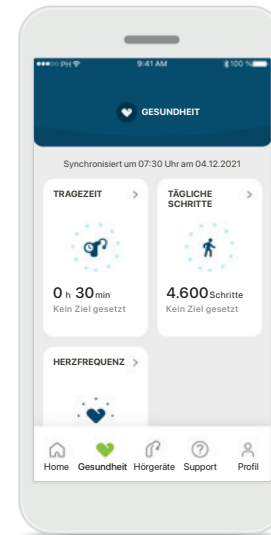 PH 9:41 AM 100 %
GESUNDHEIT
Synchronisiert um 07:30 Uhr am 04.12.2021
TRAGEZEIT
0 h 30 min
Kein Ziel gesetzt
TÄGLICHE
SCHRITTE
4.600 Schritte
Kein Ziel gesetzt
HERZFREQUENZ
Home Gesundheit Hörgeräte Support Profil